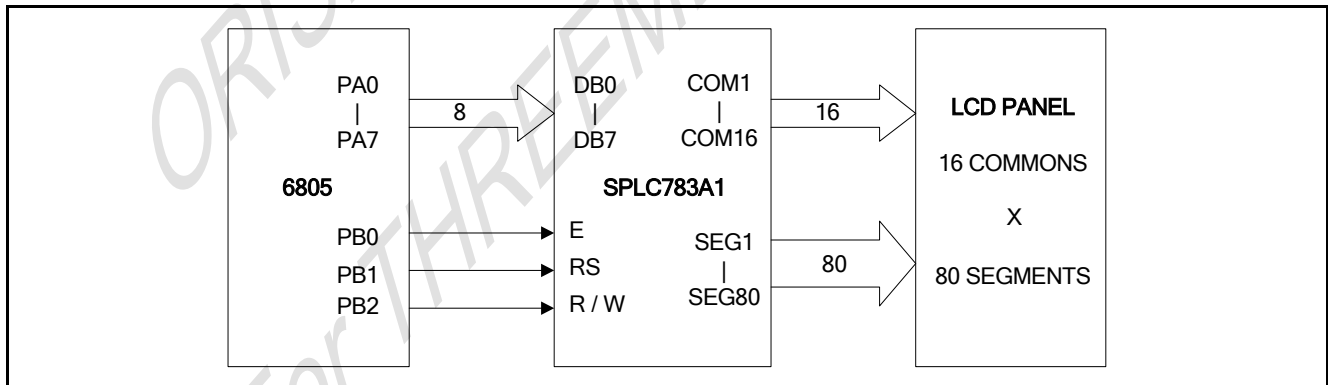 PA0
|
PA7
6805
PB0
PB1
PB2
8
DB0
|
DB7
COM1
|
COM16
SPLC783A1
E
RS
R / W
SEG1
|
SEG80
16
80
LCD PANEL
16 COMMONS
X
80 SEGMENTS
For